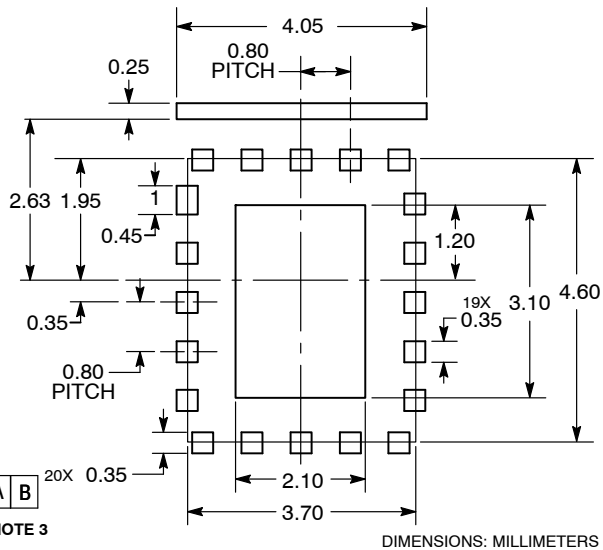 4.05
0.80
PITCH
0.25
2.63
1.95
1
0.45
1.20
19X
0.35
3.10
4.60
0.35
0.80
PITCH
20X 0.35
2.10
3.70
B
NOTE 3
DIMENSIONS: MILLIMETERS